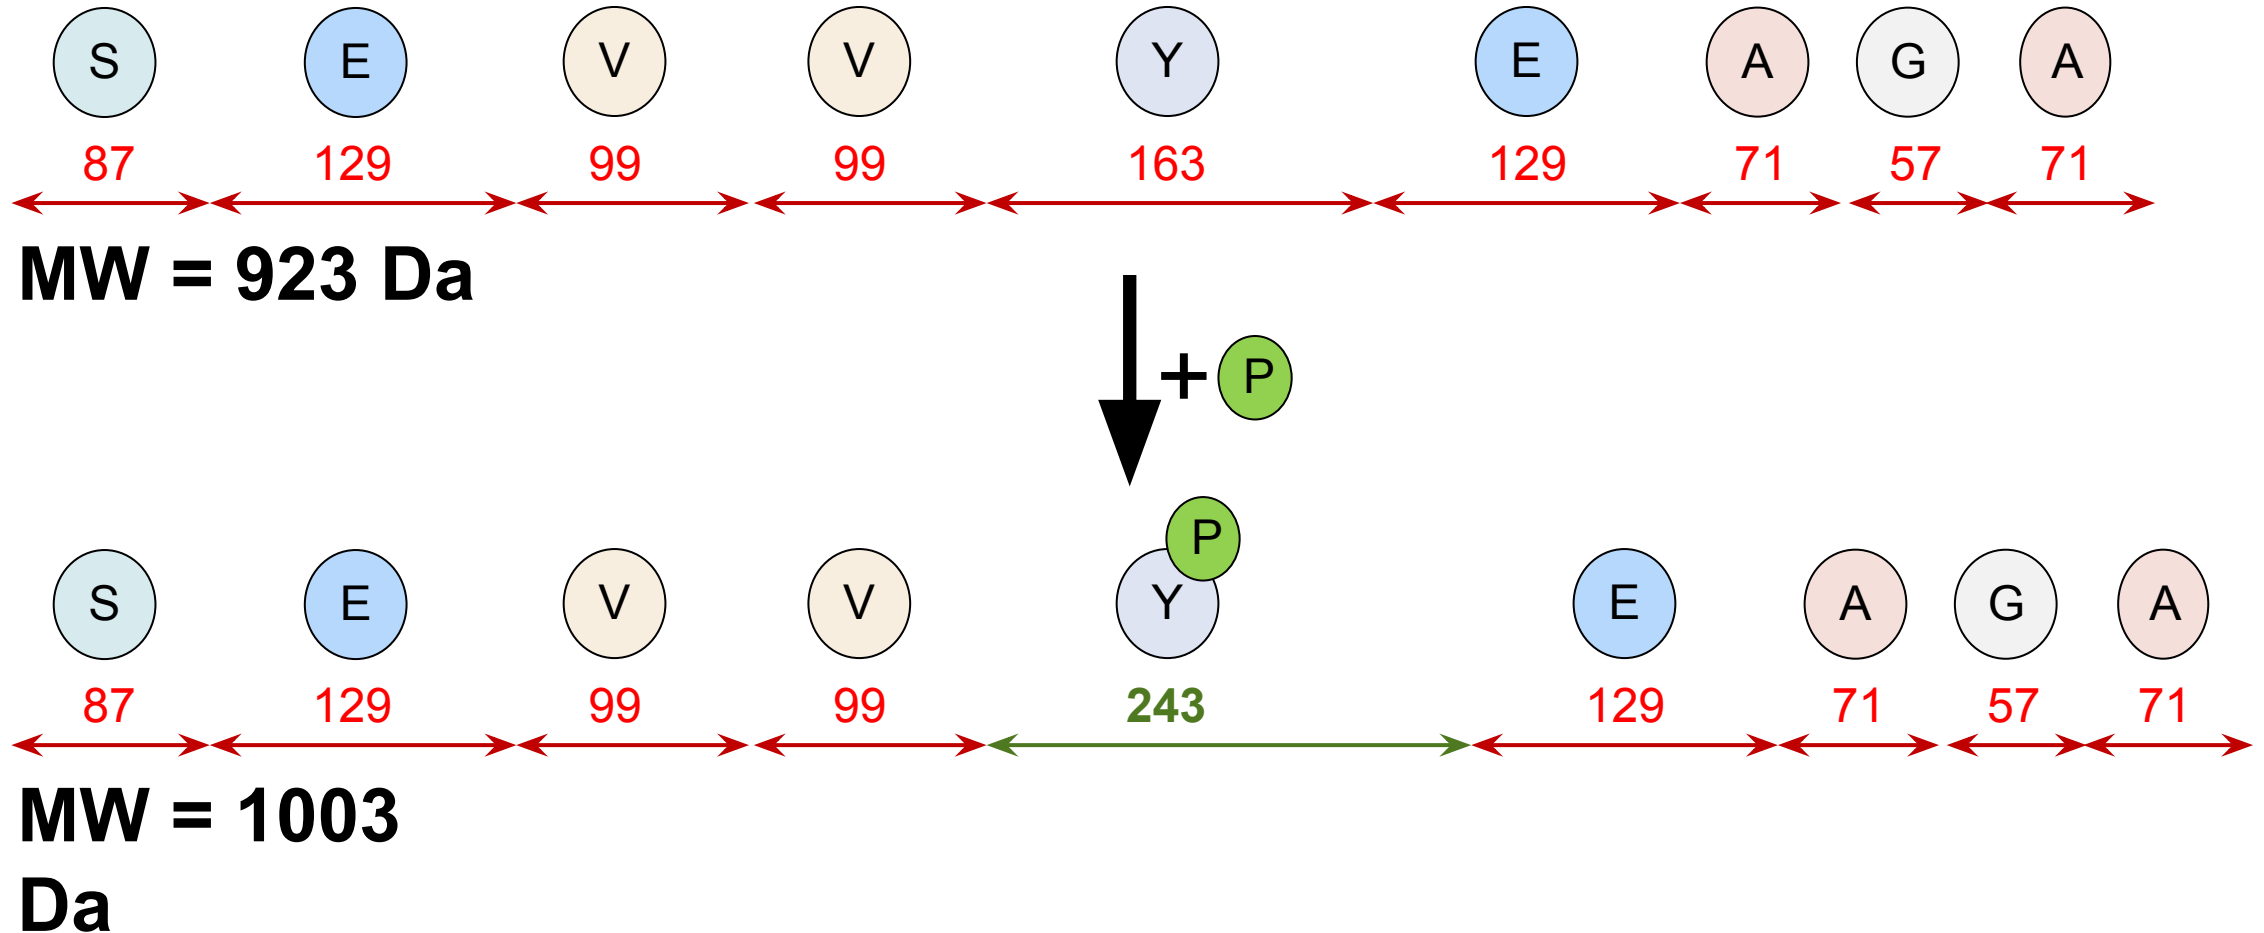 S E V V Y E A G A
87 129 99 99 163 129 71 57 71
MW = 923 Da
+ P
P
S E V V Y E A G A
87 129 99 99 243 129 71 57 71
MW = 1003
Da